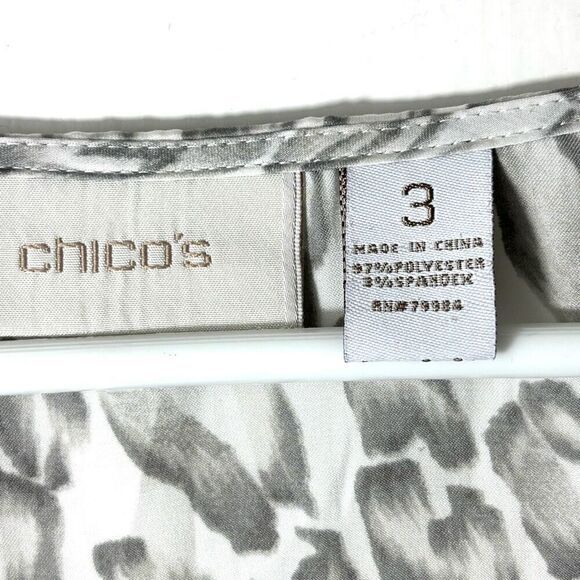 chico's
3
MADE IN CHINA
97%POLYESTER
3%SPANDEX
RN#79984